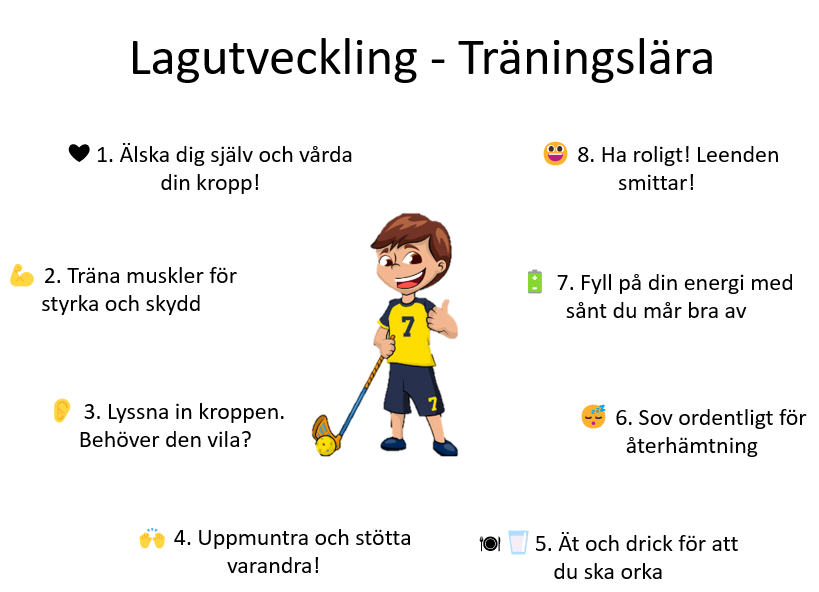 Lagutveckling - Träningslära
🖤 1. Älska dig själv och vårda
din kropp!
💪 2. Träna muskler för
styrka och skydd
👂 3. Lyssna in kroppen.
Behöver den vila?
🙌 4. Uppmuntra och stötta
varandra!
🍽 🥛 5. Ät och drick för att
du ska orka
😴 6. Sov ordentligt för
återhämtning
🔋 7. Fyll på din energi med
sånt du mår bra av
😃 8. Ha roligt! Leenden
smittar!
7
7